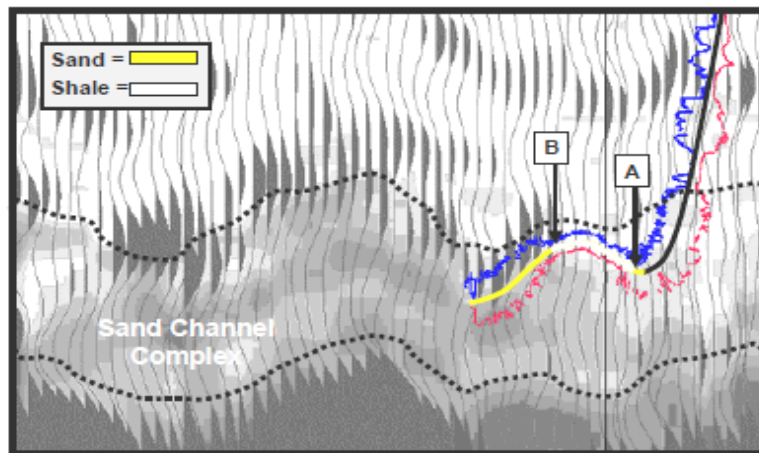 Sand =
Shale =
B
A
Sand Channel
Complex